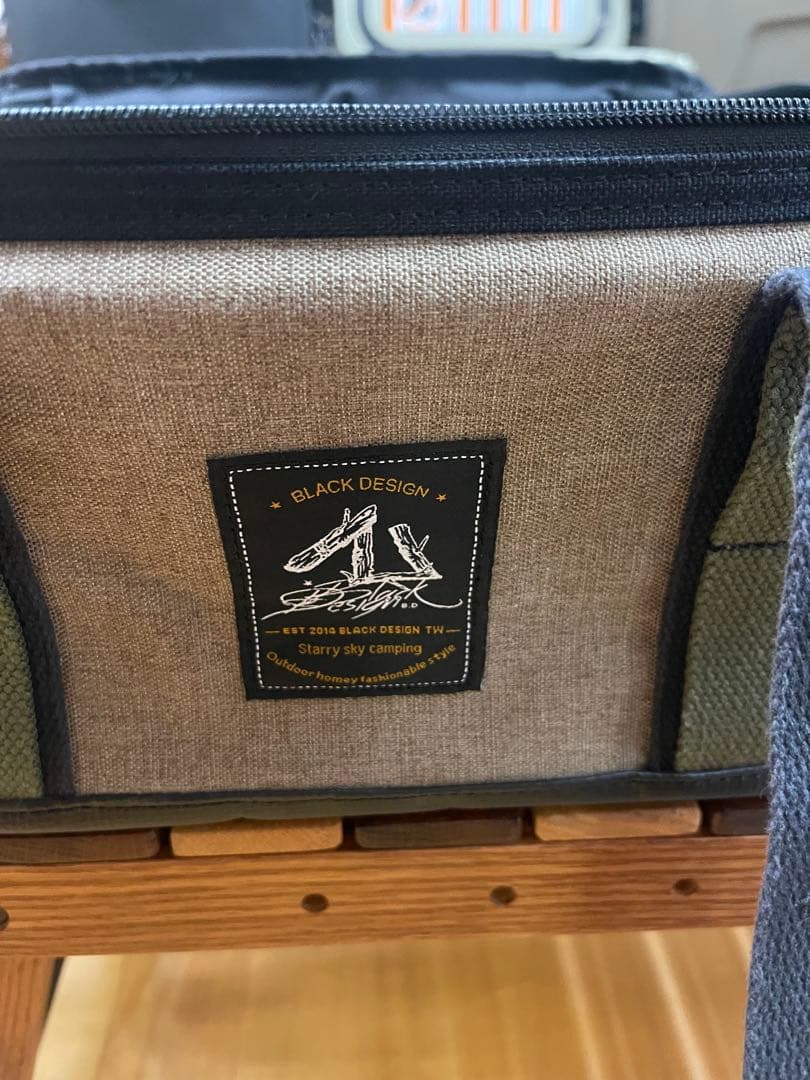 ★ BLACK DESIGN ★
Black
Design B.D
EST 2014 BLACK DESIGN TW
Starry sky camping
Outdoor homey fashionable style